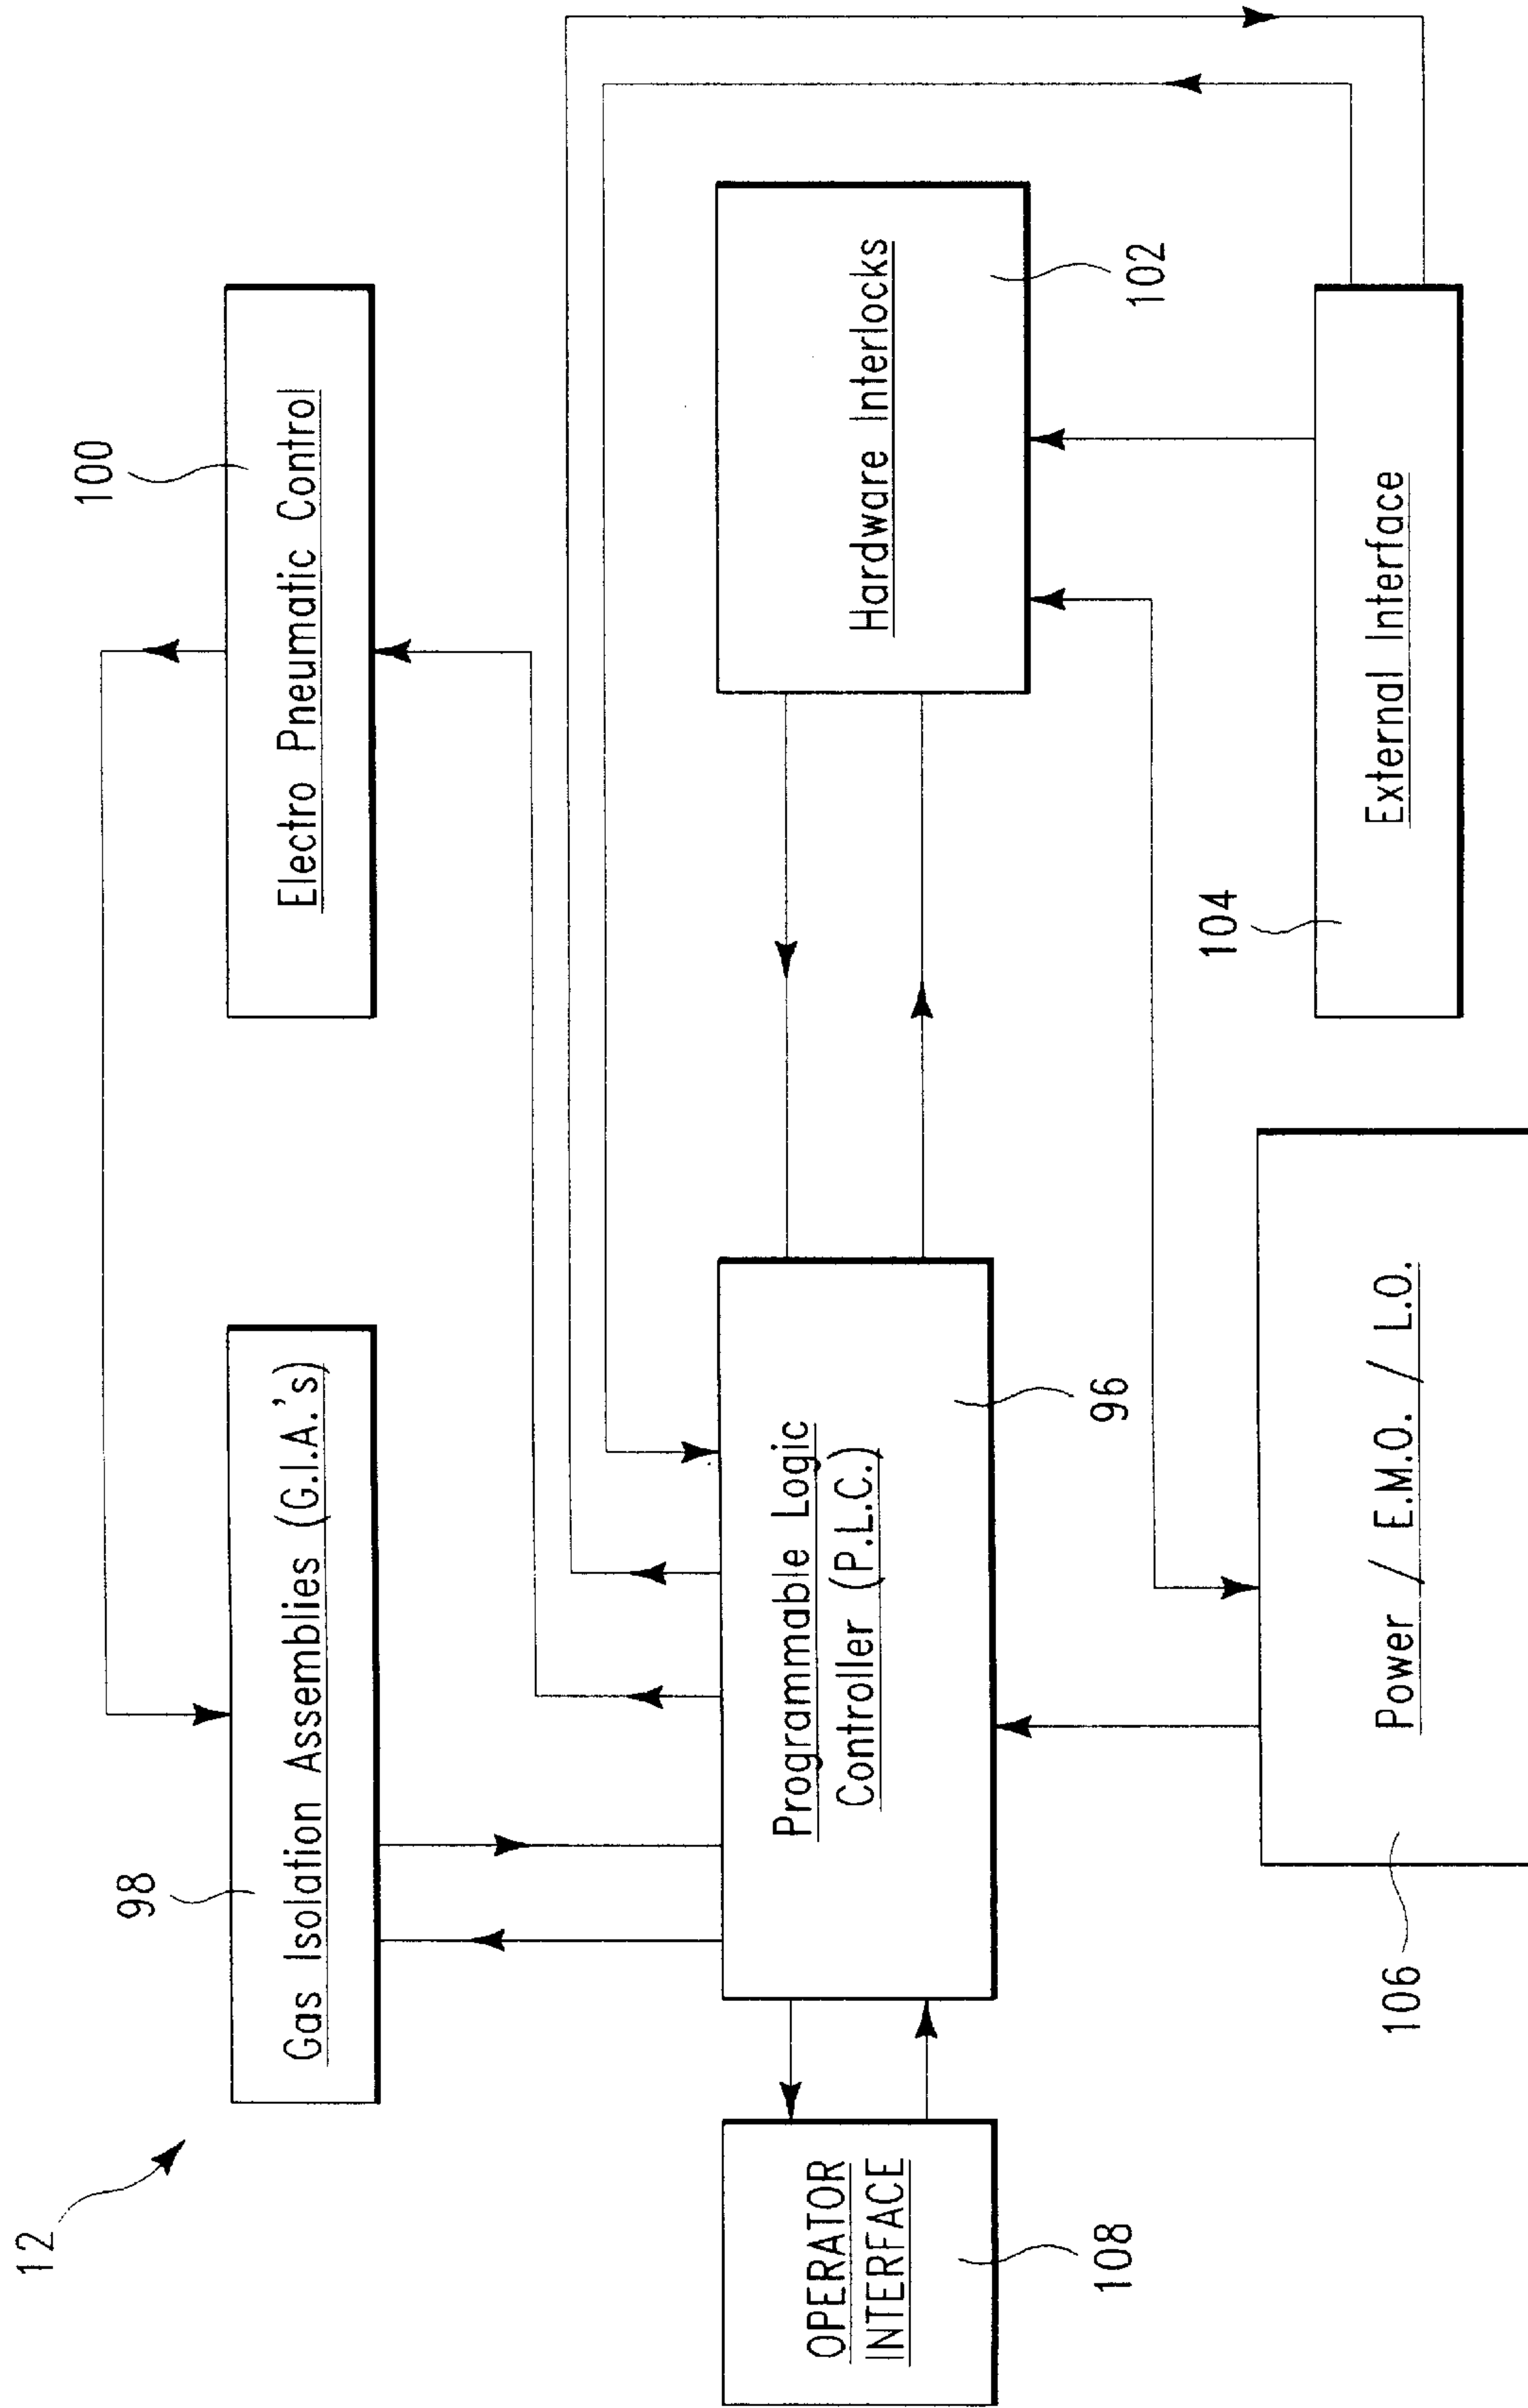 12
98
Gas Isolation Assemblies (G.I.A.'s)
100
Electro Pneumatic Control
OPERATOR
INTERFACE
108
Programmable Logic
Controller (P.L.C.)
96
Hardware Interlocks
102
Power / E.M.O. / L.O.
106
104
External Interface